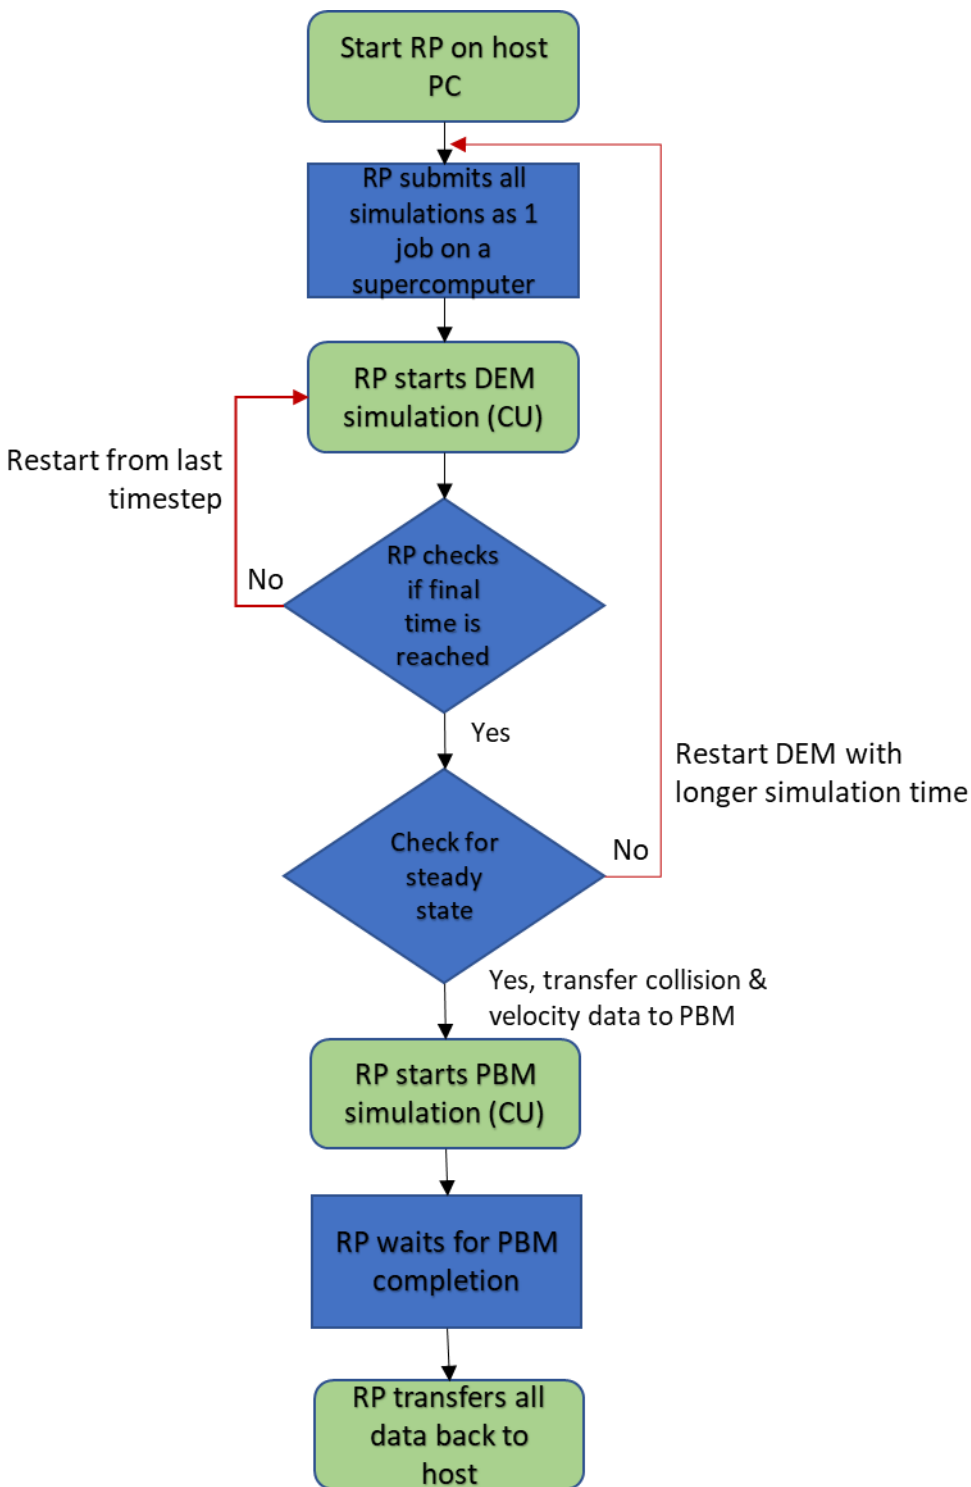 Start RP on host
PC
RP submits all
simulations as 1
job on a
supercomputer
RP starts DEM
simulation (CU)
Restart from last
timestep
No
RP checks
if final
time is
reached
Yes
Restart DEM with
longer simulation time
Check for
steady
state
No
Yes, transfer collision &
velocity data to PBM
RP starts PBM
simulation (CU)
RP waits for PBM
completion
RP transfers all
data back to
host